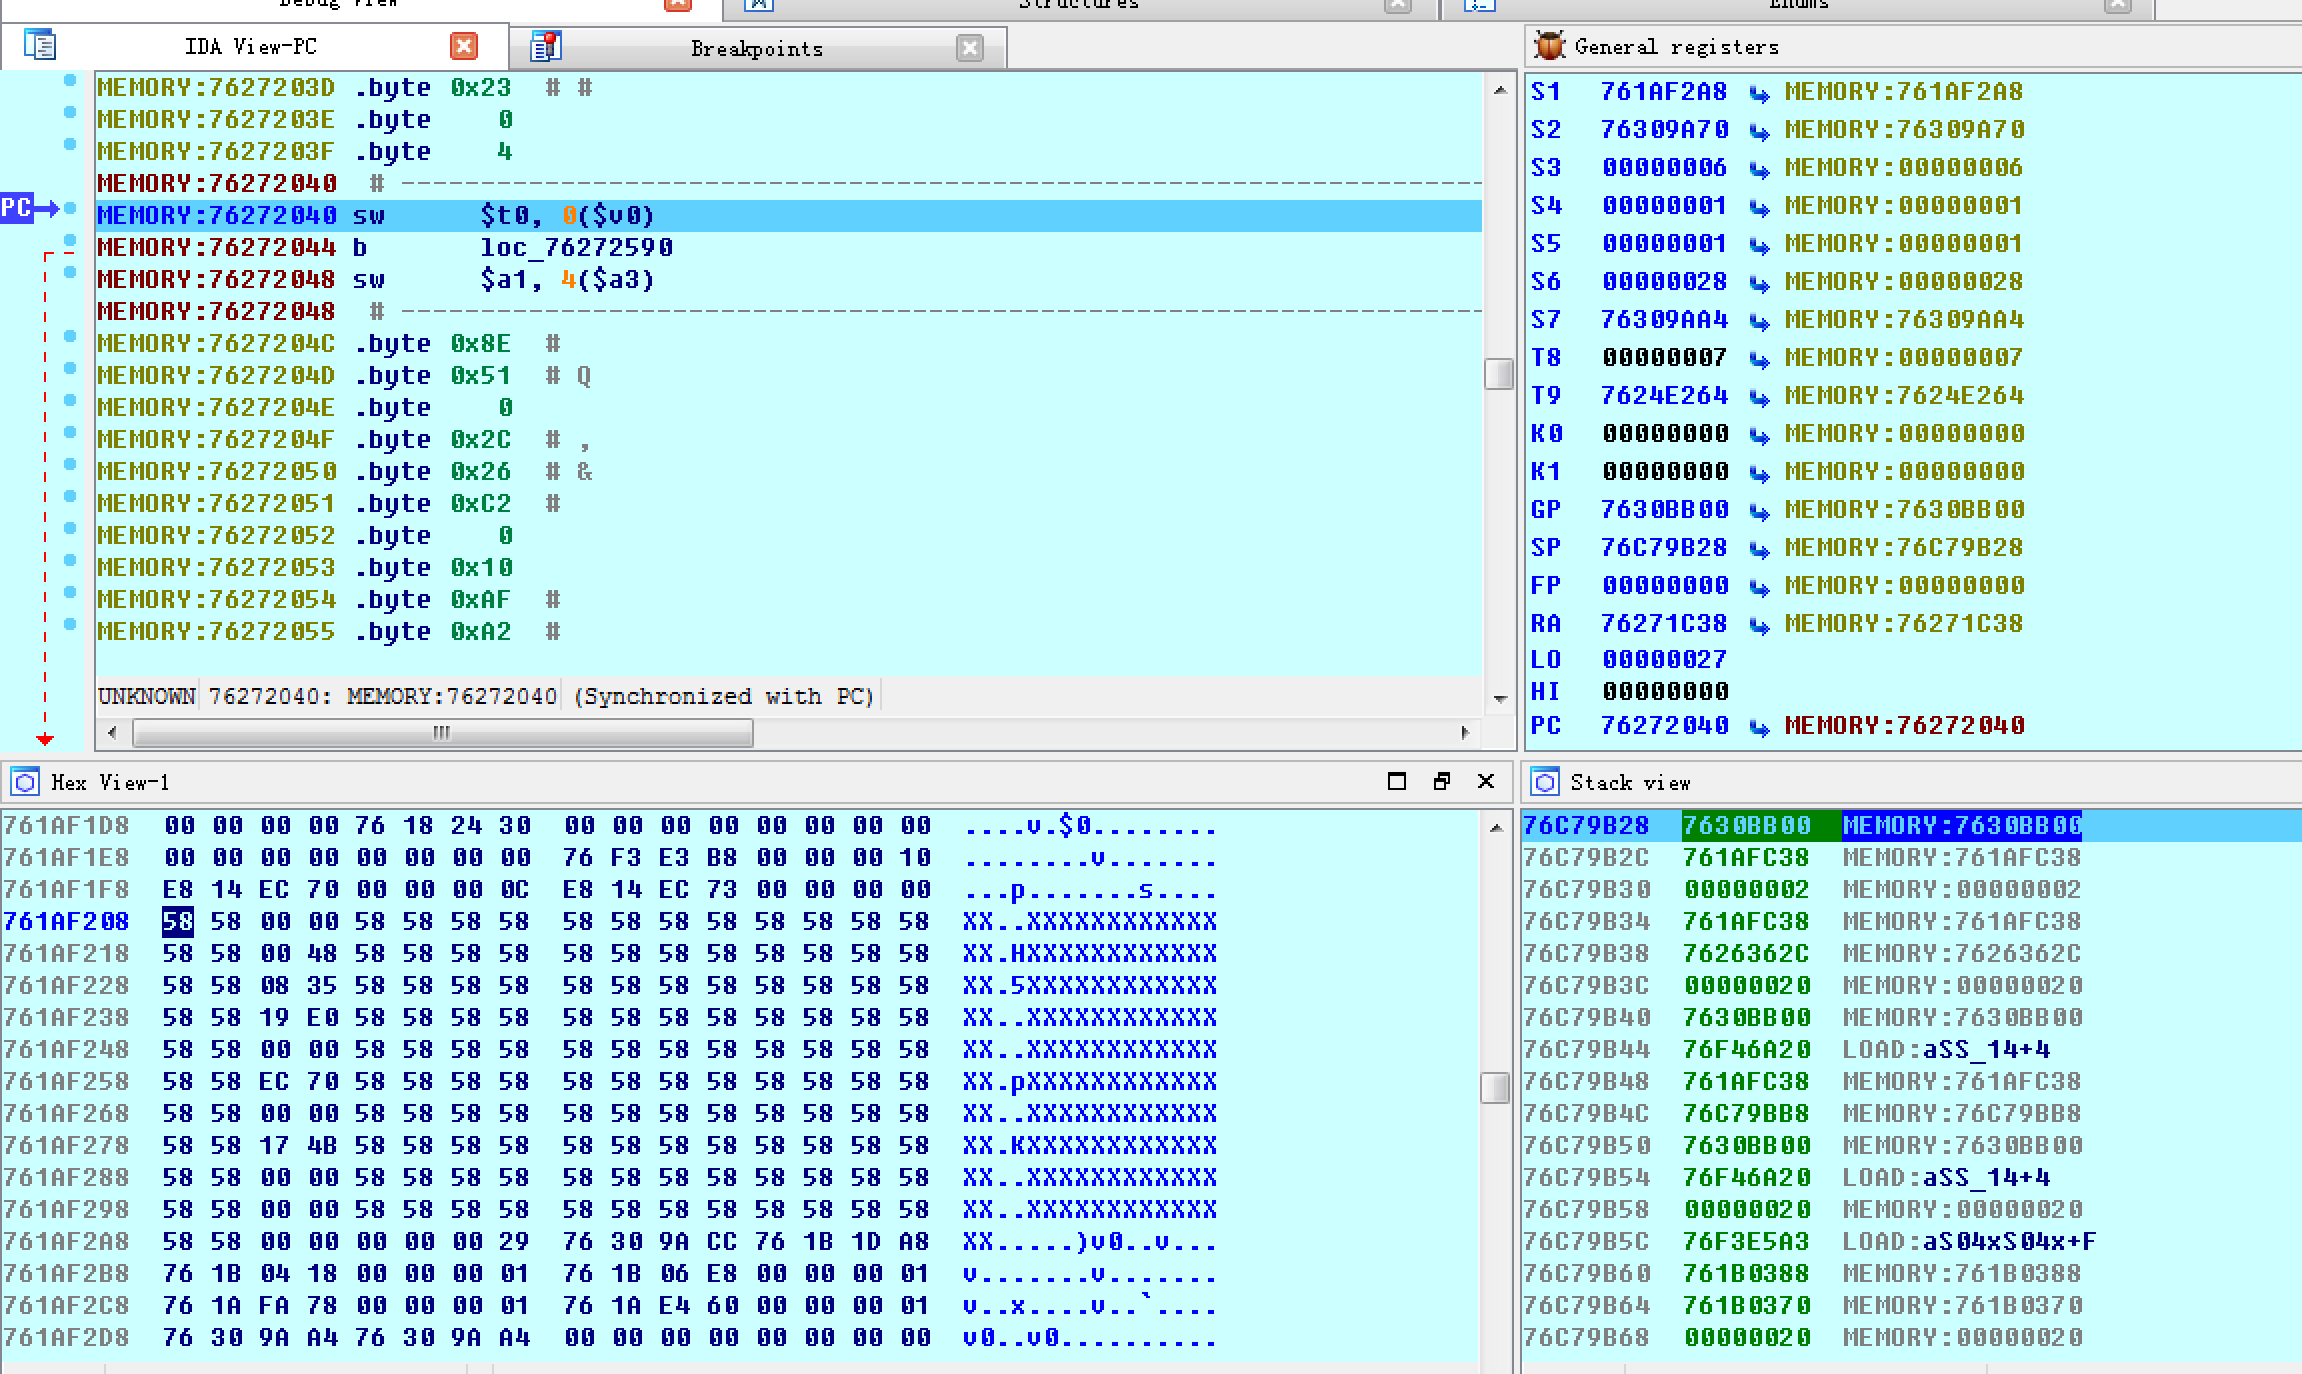 Debug View
Structures
Enums
IDA View-PC
Breakpoints
General registers
MEMORY:7627203D .byte 0x23 # #
MEMORY:7627203E .byte 0
MEMORY:7627203F .byte 4
MEMORY:76272040 # ---------------------------------------------------------------
PC
MEMORY:76272040 sw $t0, 0($v0)
MEMORY:76272044 b loc_76272590
MEMORY:76272048 sw $a1, 4($a3)
MEMORY:76272048 # ---------------------------------------------------------------
MEMORY:7627204C .byte 0x8E #
MEMORY:7627204D .byte 0x51 # Q
MEMORY:7627204E .byte 0
MEMORY:7627204F .byte 0x2C # ,
MEMORY:76272050 .byte 0x26 # &
MEMORY:76272051 .byte 0xC2 #
MEMORY:76272052 .byte 0
MEMORY:76272053 .byte 0x10
MEMORY:76272054 .byte 0xAF #
MEMORY:76272055 .byte 0xA2 #
UNKNOWN 76272040: MEMORY:76272040 (Synchronized with PC)
S1 761AF2A8 MEMORY:761AF2A8
S2 76309A70 MEMORY:76309A70
S3 00000006 MEMORY:00000006
S4 00000001 MEMORY:00000001
S5 00000001 MEMORY:00000001
S6 00000028 MEMORY:00000028
S7 76309AA4 MEMORY:76309AA4
T8 00000007 MEMORY:00000007
T9 7624E264 MEMORY:7624E264
K0 00000000 MEMORY:00000000
K1 00000000 MEMORY:00000000
GP 7630BB00 MEMORY:7630BB00
SP 76C79B28 MEMORY:76C79B28
FP 00000000 MEMORY:00000000
RA 76271C38 MEMORY:76271C38
LO 00000027
HI 00000000
PC 76272040 MEMORY:76272040
Hex View-1
761AF1D8 00 00 00 00 76 18 24 30 00 00 00 00 00 00 00 00 ....v.$0........
761AF1E8 00 00 00 00 00 00 00 00 76 F3 E3 B8 00 00 00 10 ........v.......
761AF1F8 E8 14 EC 70 00 00 00 0C E8 14 EC 73 00 00 00 00 ...p.......s....
761AF208 58 58 00 00 58 58 58 58 58 58 58 58 58 58 58 58 XX..XXXXXXXXXXXX
761AF218 58 58 00 48 58 58 58 58 58 58 58 58 58 58 58 58 XX.HXXXXXXXXXXXX
761AF228 58 58 08 35 58 58 58 58 58 58 58 58 58 58 58 58 XX.5XXXXXXXXXXXX
761AF238 58 58 19 E0 58 58 58 58 58 58 58 58 58 58 58 58 XX..XXXXXXXXXXXX
761AF248 58 58 00 00 58 58 58 58 58 58 58 58 58 58 58 58 XX..XXXXXXXXXXXX
761AF258 58 58 EC 70 58 58 58 58 58 58 58 58 58 58 58 58 XX.pXXXXXXXXXXXX
761AF268 58 58 00 00 58 58 58 58 58 58 58 58 58 58 58 58 XX..XXXXXXXXXXXX
761AF278 58 58 17 4B 58 58 58 58 58 58 58 58 58 58 58 58 XX.KXXXXXXXXXXXX
761AF288 58 58 00 00 58 58 58 58 58 58 58 58 58 58 58 58 XX..XXXXXXXXXXXX
761AF298 58 58 00 00 58 58 58 58 58 58 58 58 58 58 58 58 XX..XXXXXXXXXXXX
761AF2A8 58 58 00 00 00 00 00 29 76 30 9A CC 76 1B 1D A8 XX.....)v0..v...
761AF2B8 76 1B 04 18 00 00 00 01 76 1B 06 E8 00 00 00 01 v.......v.......
761AF2C8 76 1A FA 78 00 00 00 01 76 1A E4 60 00 00 00 01 v..x....v..`....
761AF2D8 76 30 9A A4 76 30 9A A4 00 00 00 00 00 00 00 00 v0..v0..........
Stack view
76C79B28 7630BB00 MEMORY:7630BB00
76C79B2C 761AFC38 MEMORY:761AFC38
76C79B30 00000002 MEMORY:00000002
76C79B34 761AFC38 MEMORY:761AFC38
76C79B38 7626362C MEMORY:7626362C
76C79B3C 00000020 MEMORY:00000020
76C79B40 7630BB00 MEMORY:7630BB00
76C79B44 76F46A20 LOAD:aSS_14+4
76C79B48 761AFC38 MEMORY:761AFC38
76C79B4C 76C79BB8 MEMORY:76C79BB8
76C79B50 7630BB00 MEMORY:7630BB00
76C79B54 76F46A20 LOAD:aSS_14+4
76C79B58 00000020 MEMORY:00000020
76C79B5C 76F3E5A3 LOAD:aS04xS04x+F
76C79B60 761B0388 MEMORY:761B0388
76C79B64 761B0370 MEMORY:761B0370
76C79B68 00000020 MEMORY:00000020